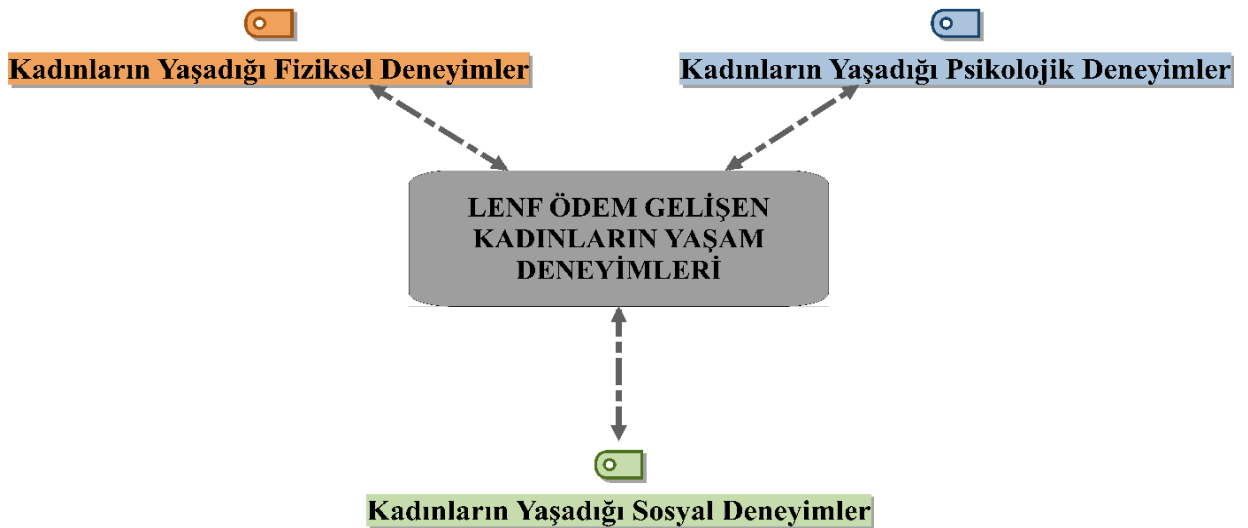 Kadınların Yaşadığı Fiziksel Deneyimler
Kadınların Yaşadığı Psikolojik Deneyimler
LENF ÖDEM GELİŞEN
KADINLARIN YAŞAM
DENEYİMLERİ
Kadınların Yaşadığı Sosyal Deneyimler